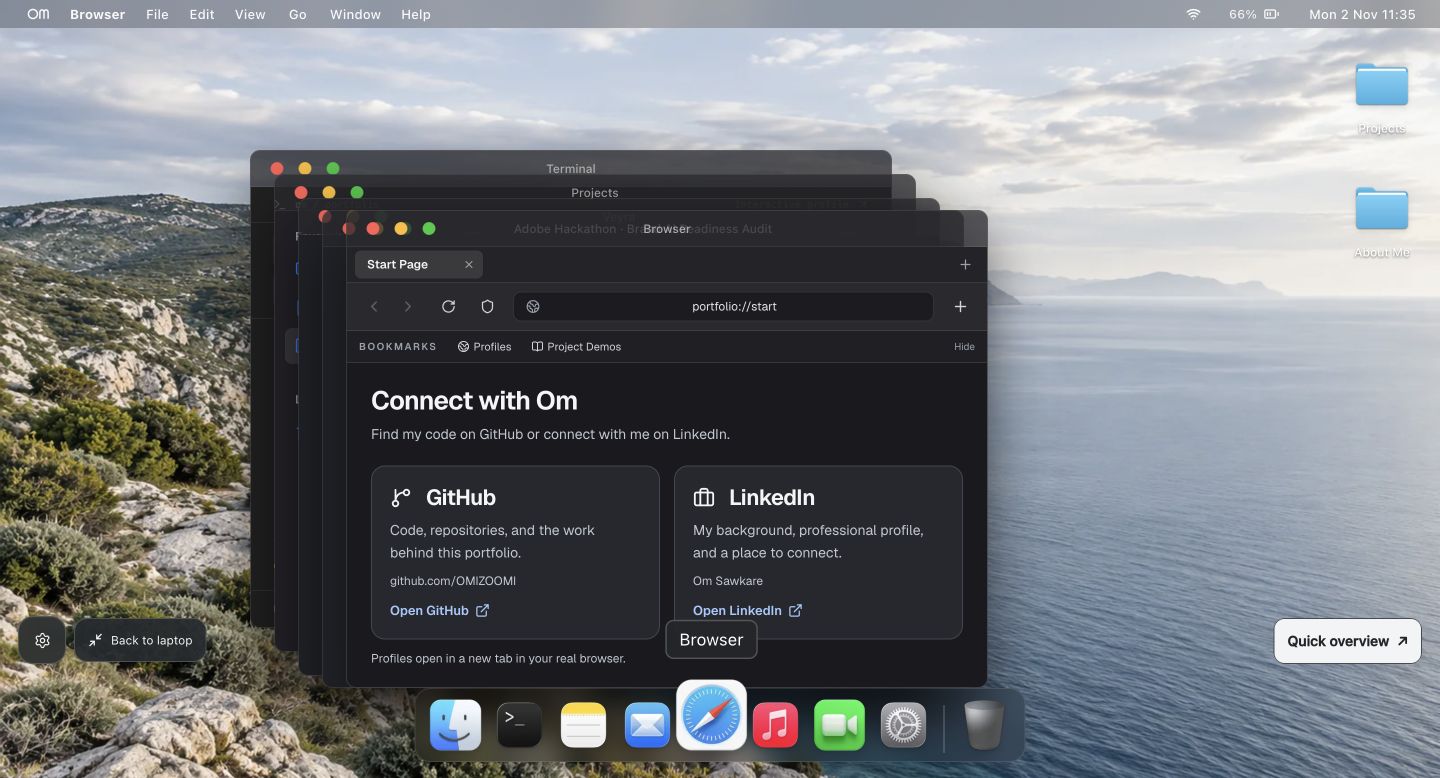 OM Browser File Edit View Go Window Help 66% Mon 2 Nov 11:35
Projects
About Me
Terminal
Projects
Interactive profile
Veyra
Adobe Hackathon · Browser
Readiness Audit
Start Page
portfolio://start
BOOKMARKS Profiles Project Demos Hide
Connect with Om
Find my code on GitHub or connect with me on LinkedIn.
GitHub
Code, repositories, and the work
behind this portfolio.
github.com/OMIZOOMI
Open GitHub
LinkedIn
My background, professional profile,
and a place to connect.
Om Sawkare
Open LinkedIn
Profiles open in a new tab in your real browser.
Browser
Back to laptop
Quick overview
>_